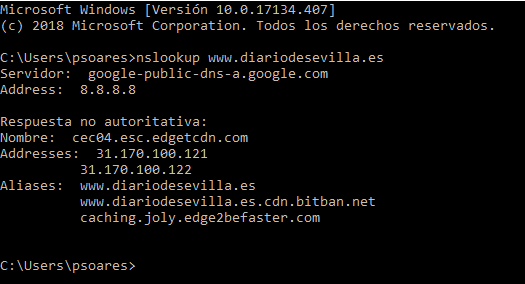 Microsoft Windows [Versión 10.0.17134.407]
(c) 2018 Microsoft Corporation. Todos los derechos reservados.
C:\Users\psoares>nslookup www.diariodesevilla.es
Servidor:  google-public-dns-a.google.com
Address:  8.8.8.8
Respuesta no autoritativa:
Nombre:  cec04.esc.edgetcdn.com
Addresses:  31.170.100.121
31.170.100.122
Aliases:  www.diariodesevilla.es
www.diariodesevilla.es.cdn.bitban.net
caching.joly.edge2befaster.com
C:\Users\psoares>